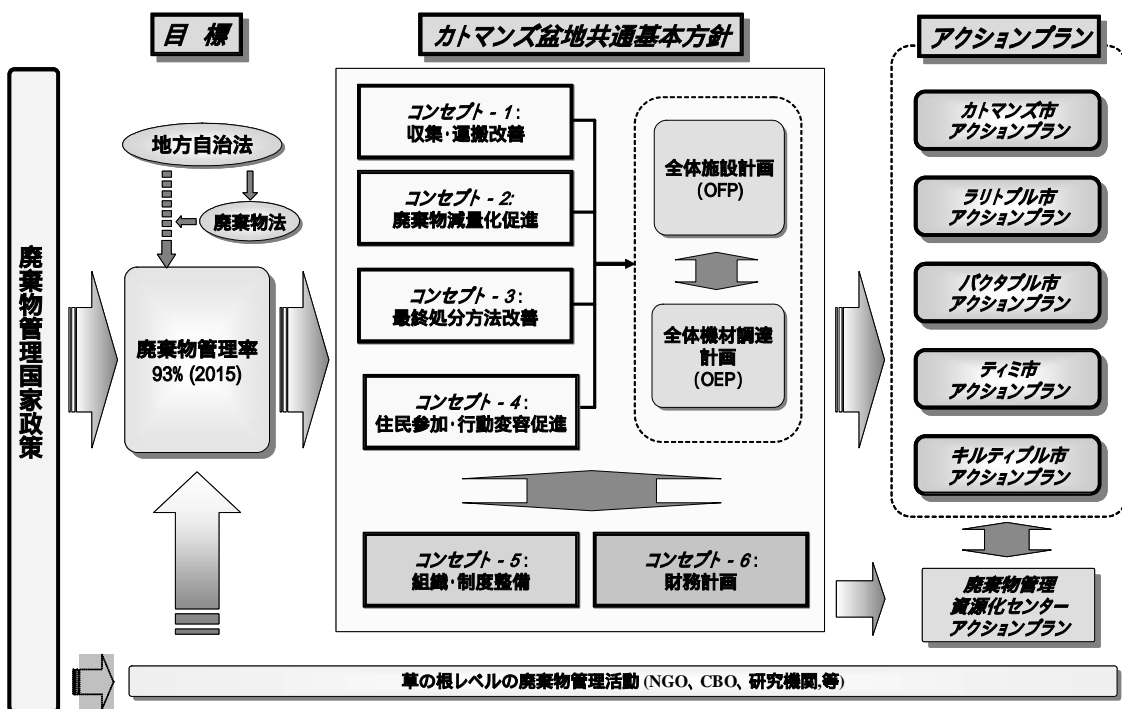 目 標
カトマンズ盆地共通基本方針
アクションプラン
廃棄物管理国家政策
地方自治法
廃棄物法
廃棄物管理率
93% (2015)
コンセプト - 1:
収集･運搬改善
コンセプト - 2:
廃棄物減量化促進
コンセプト - 3:
最終処分方法改善
コンセプト - 4:
住民参加･行動変容促進
全体施設計画
(OFP)
全体機材調達
計画
(OEP)
コンセプト - 5:
組織･制度整備
コンセプト - 6:
財務計画
カトマンズ市
アクションプラン
ラリトプル市
アクションプラン
バクタプル市
アクションプラン
ティミ市
アクションプラン
キルティプル市
アクションプラン
廃棄物管理
資源化センター
アクションプラン
草の根レベルの廃棄物管理活動 (NGO、CBO、研究機関,等)